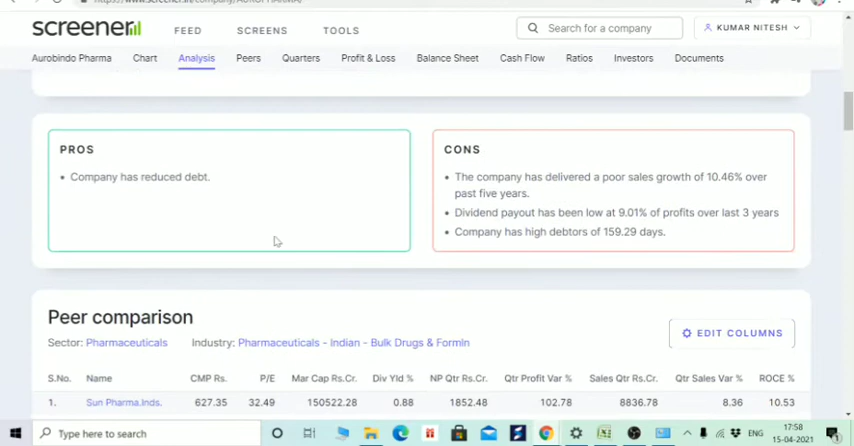 screener
FEED
SCREENS
TOOLS
Search for a company
KUMAR NITESH
Aurobindo Pharma
Chart
Analysis
Peers
Quarters
Profit & Loss
Balance Sheet
Cash Flow
Ratios
Investors
Documents
PROS
• Company has reduced debt.
CONS
• The company has delivered a poor sales growth of 10.46% over
past five years.
• Dividend payout has been low at 9.01% of profits over last 3 years
• Company has high debtors of 159.29 days.
Peer comparison
Sector: Pharmaceuticals Industry: Pharmaceuticals - Indian - Bulk Drugs & Formln
EDIT COLUMNS
S.No. Name CMP Rs. P/E Mar Cap Rs.Cr. Div Yld % NP Qtr Rs.Cr. Qtr Profit Var % Sales Qtr Rs.Cr. Qtr Sales Var % ROCE %
1. Sun Pharma.Inds. 627.35 32.49 150522.28 0.88 1852.48 102.78 8836.78 8.36 10.53
Type here to search
ENG
17:58
15-04-2021